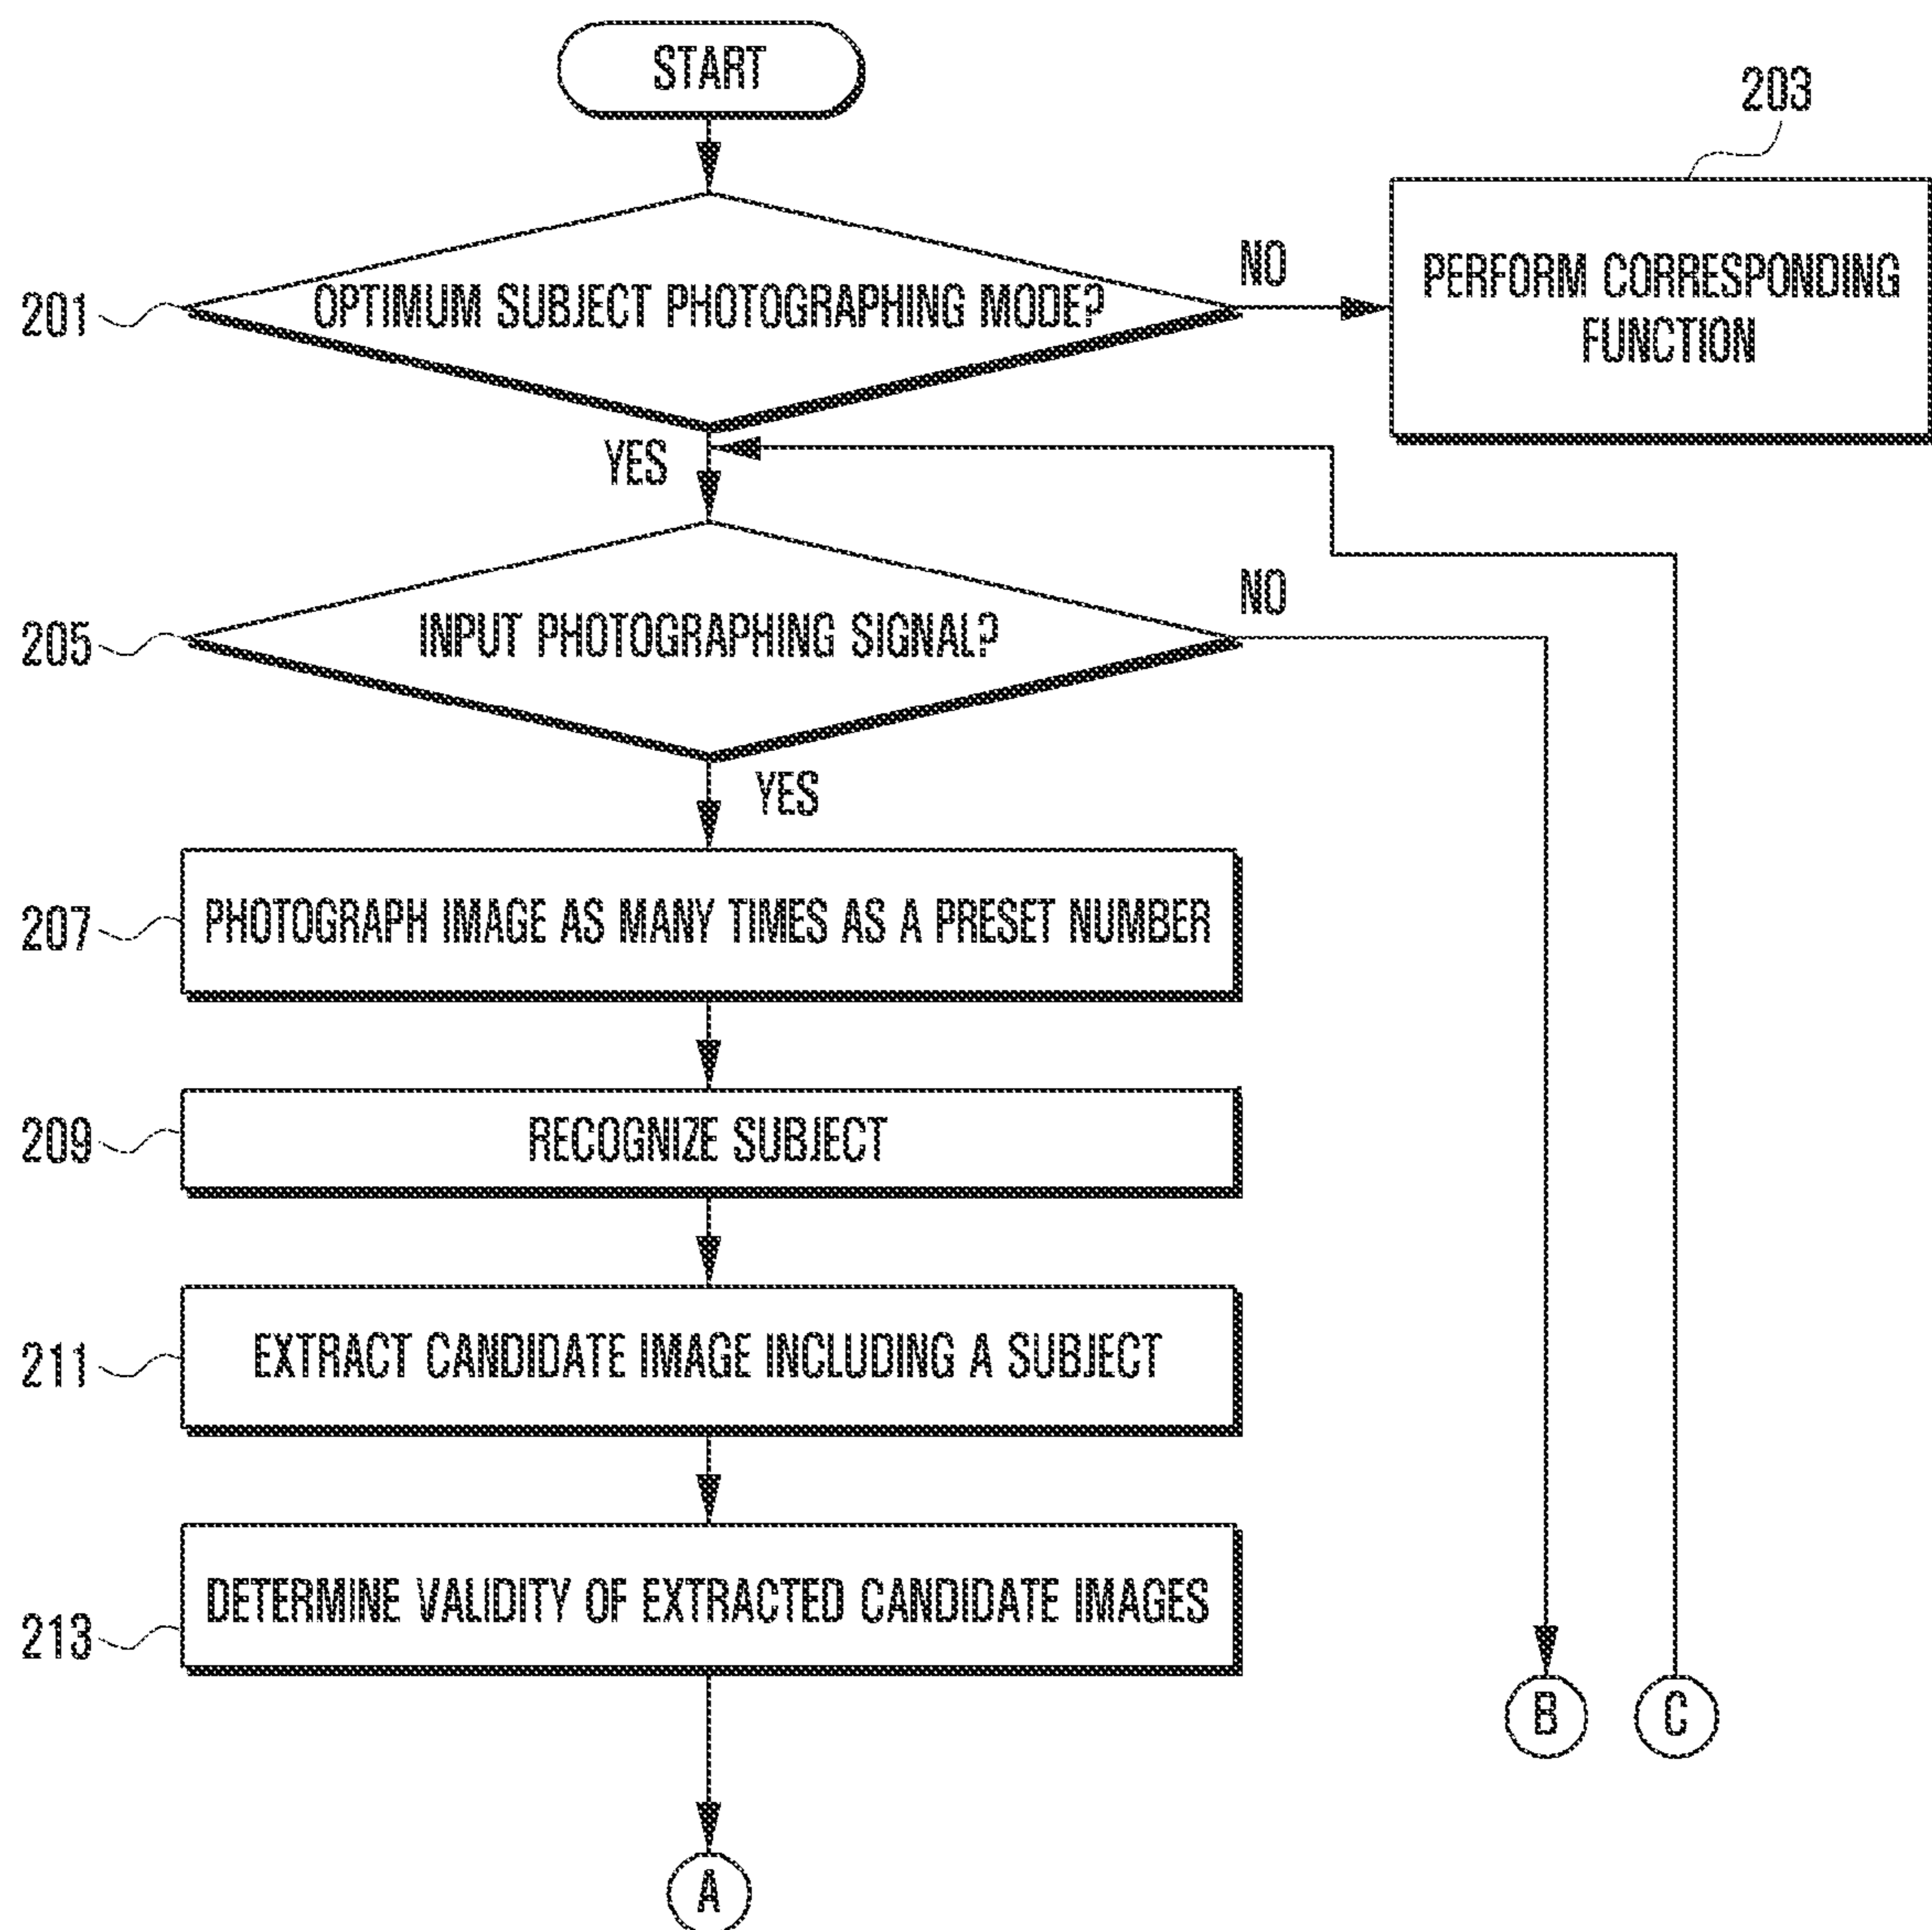 START
203
NO
PERFORM CORRESPONDING
FUNCTION
201
OPTIMUM SUBJECT PHOTOGRAPHING MODE?
YES
NO
205
INPUT PHOTOGRAPHING SIGNAL?
YES
207
PHOTOGRAPH IMAGE AS MANY TIMES AS A PRESET NUMBER
209
RECOGNIZE SUBJECT
211
EXTRACT CANDIDATE IMAGE INCLUDING A SUBJECT
213
DETERMINE VALIDITY OF EXTRACTED CANDIDATE IMAGES
B
C
A